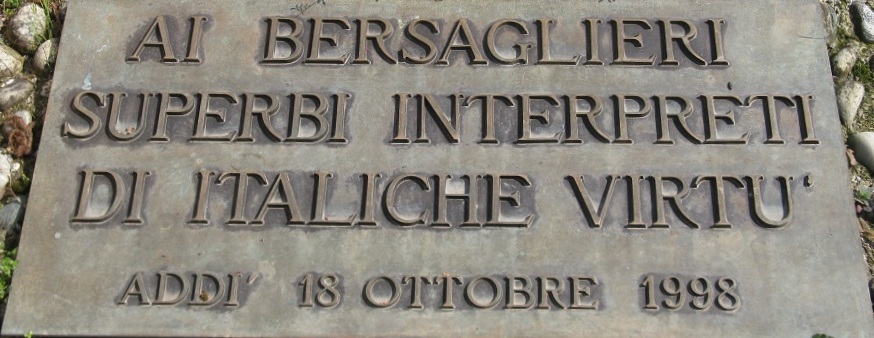 AI BERSAGLIERI
SUPERBI INTERPRETI
DI ITALICHE VIRTU'
ADDI' 18 OTTOBRE 1998